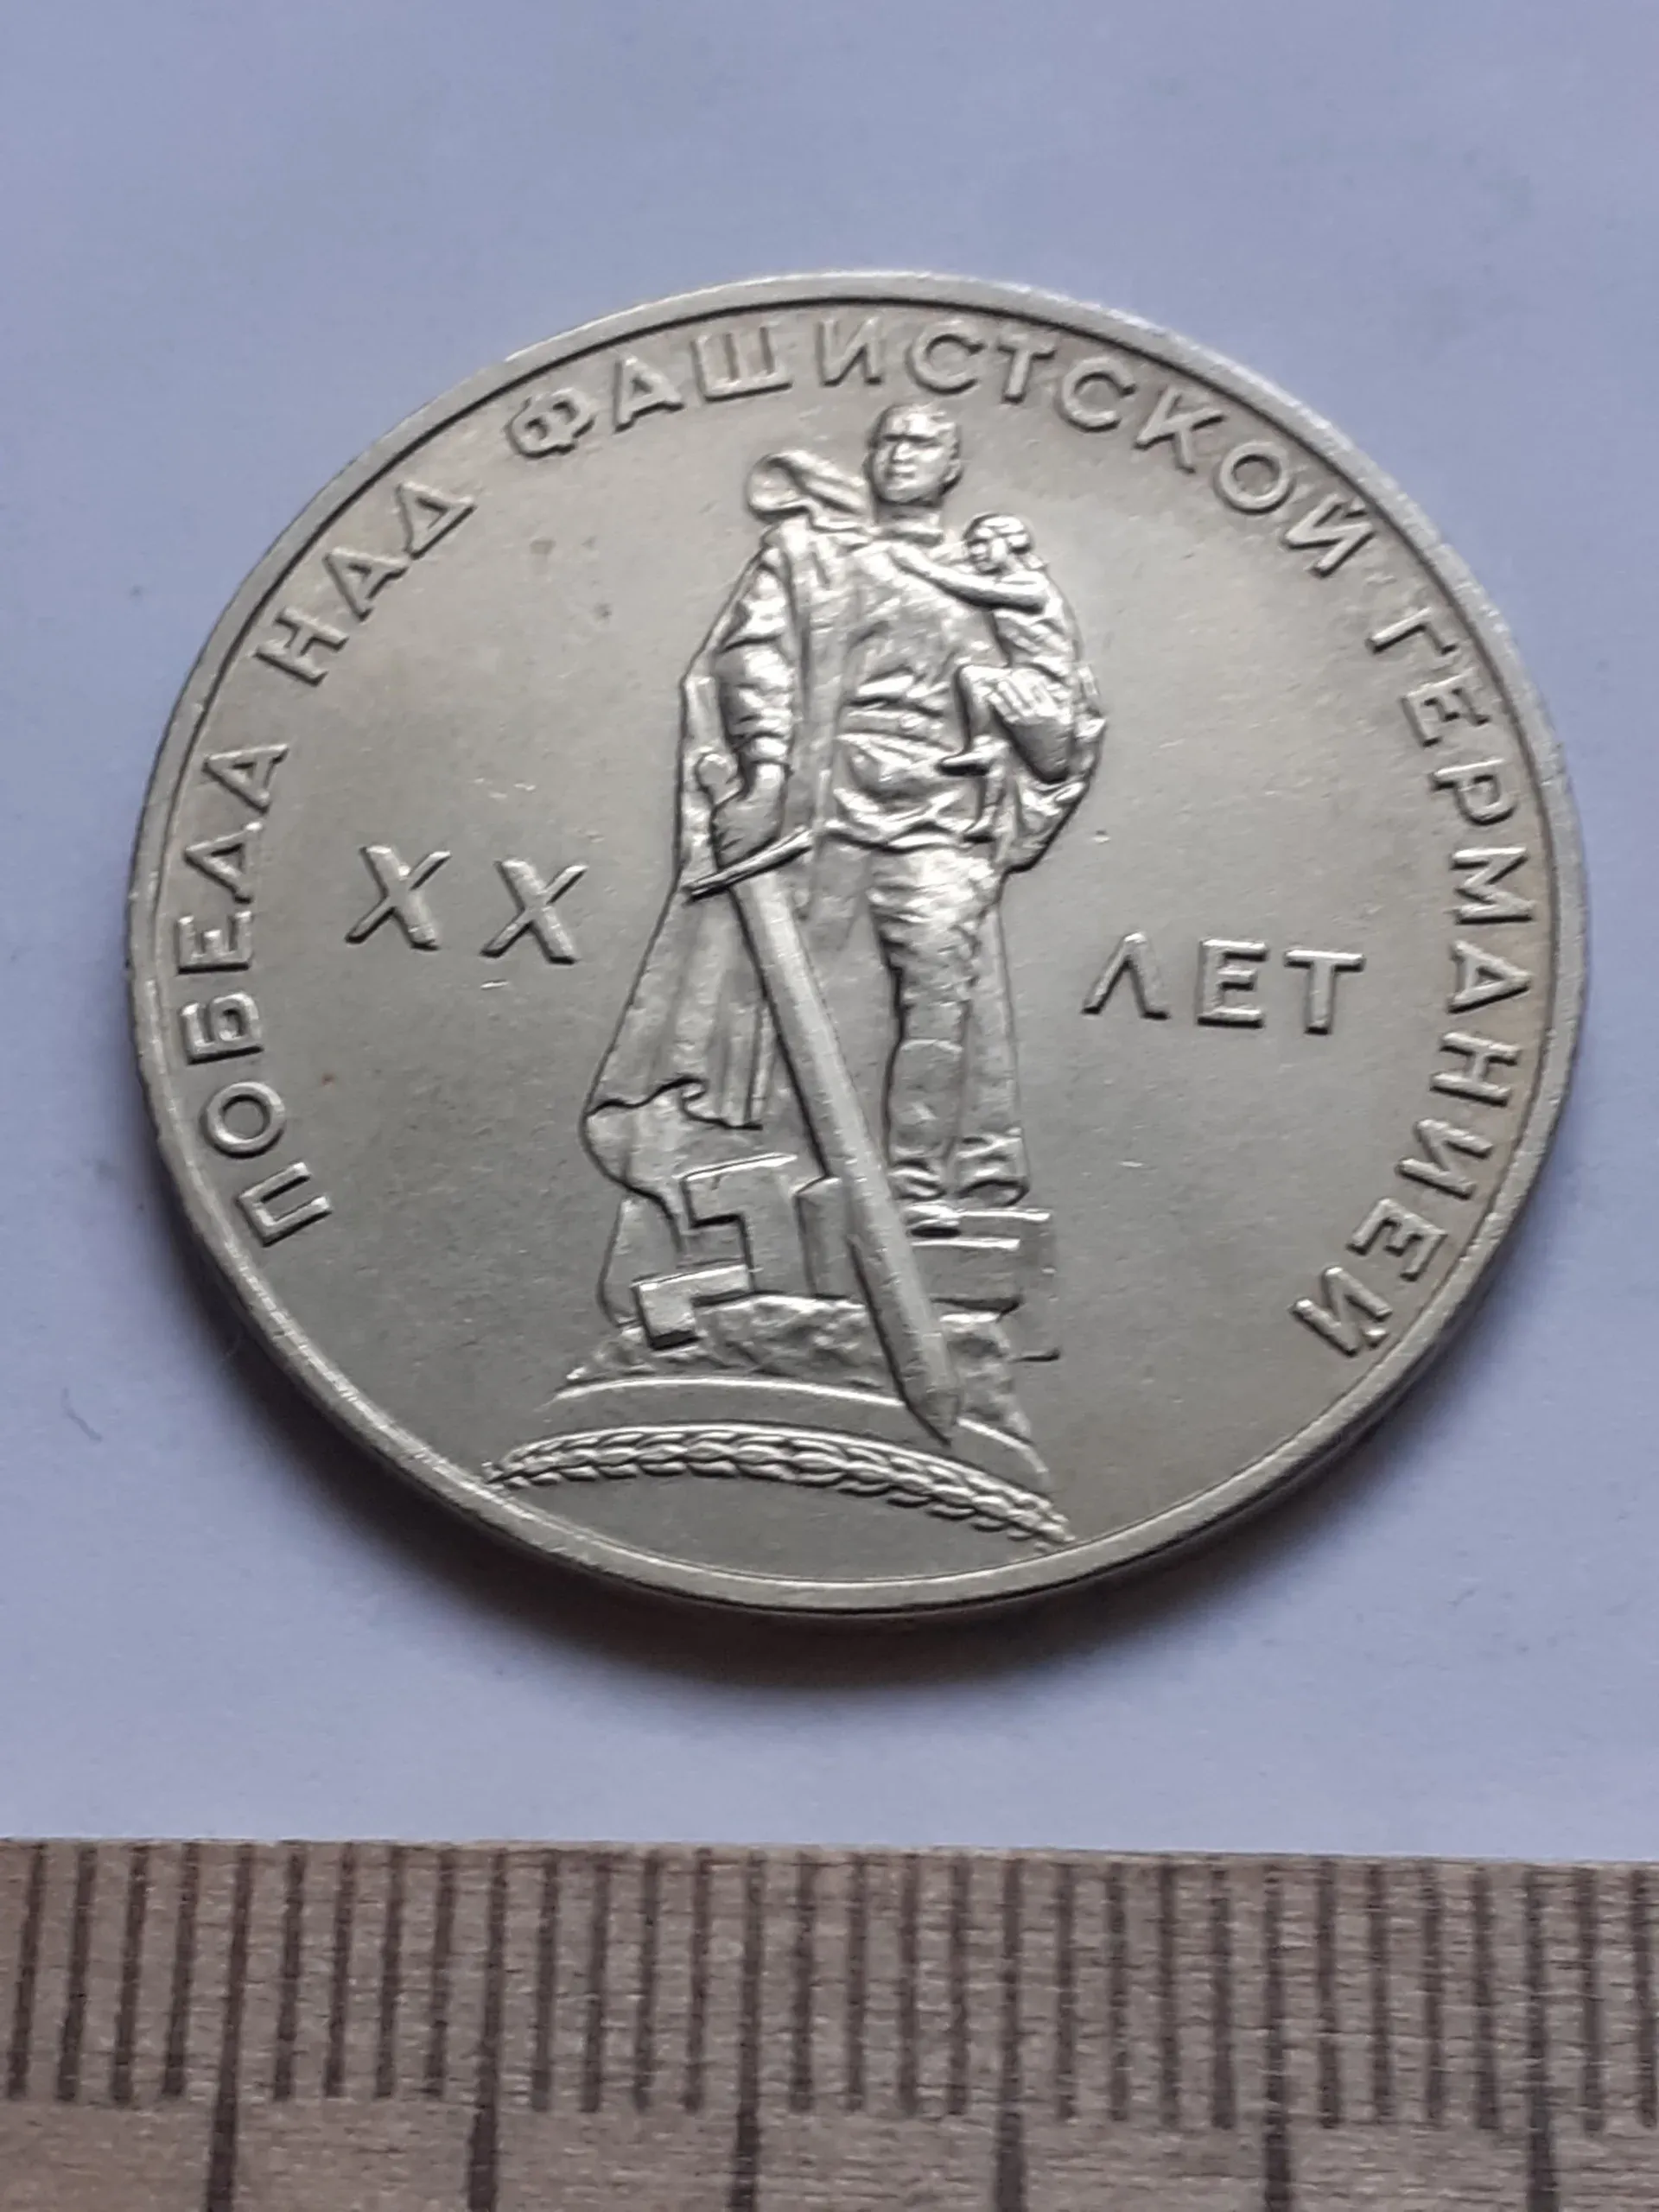 ПОБЕДА НАД ФАШИСТСКОЙ ГЕРМАНИЕЙ
XX ЛЕТ